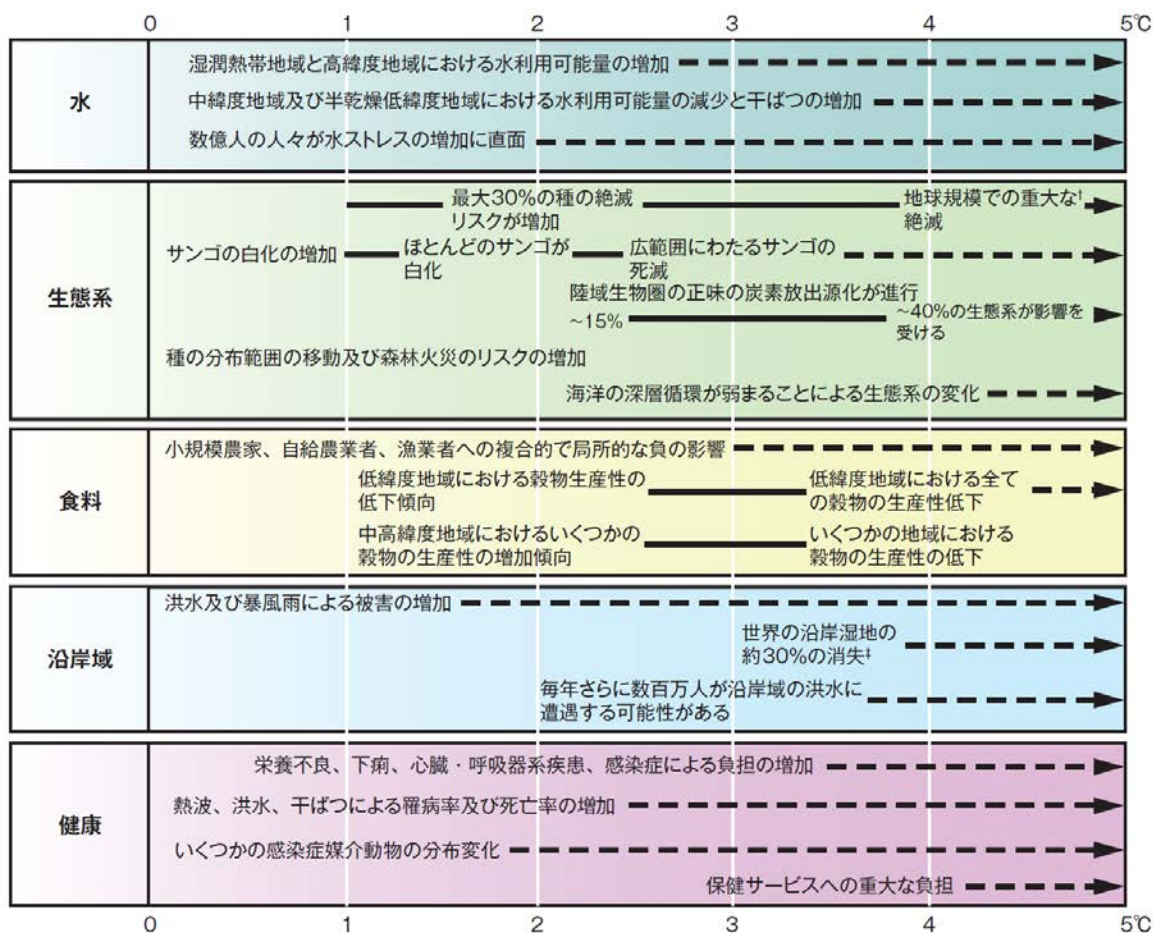 0 1 2 3 4 5℃
水
湿潤熱帯地域と高緯度地域における水利用可能量の増加
中緯度地域及び半乾燥低緯度地域における水利用可能量の減少と干ばつの増加
数億人の人々が水ストレスの増加に直面
生態系
最大30%の種の絶滅
リスクが増加
地球規模での重大な†
絶滅
サンゴの白化の増加
ほとんどのサンゴが
白化
広範囲にわたるサンゴの
死滅
陸域生物圏の正味の炭素放出源化が進行
~15%
~40%の生態系が影響を
受ける
種の分布範囲の移動及び森林火災のリスクの増加
海洋の深層循環が弱まることによる生態系の変化
食料
小規模農家、自給農業者、漁業者への複合的で局所的な負の影響
低緯度地域における穀物生産性の
低下傾向
低緯度地域における全て
の穀物の生産性低下
中高緯度地域におけるいくつかの
穀物の生産性の増加傾向
いくつかの地域における
穀物の生産性の低下
沿岸域
洪水及び暴風雨による被害の増加
世界の沿岸湿地の
約30%の消失‡
毎年さらに数百万人が沿岸域の洪水に
遭遇する可能性がある
健康
栄養不良、下痢、心臓・呼吸器系疾患、感染症による負担の増加
熱波、洪水、干ばつによる罹病率及び死亡率の増加
いくつかの感染症媒介動物の分布変化
保健サービスへの重大な負担
0 1 2 3 4 5℃